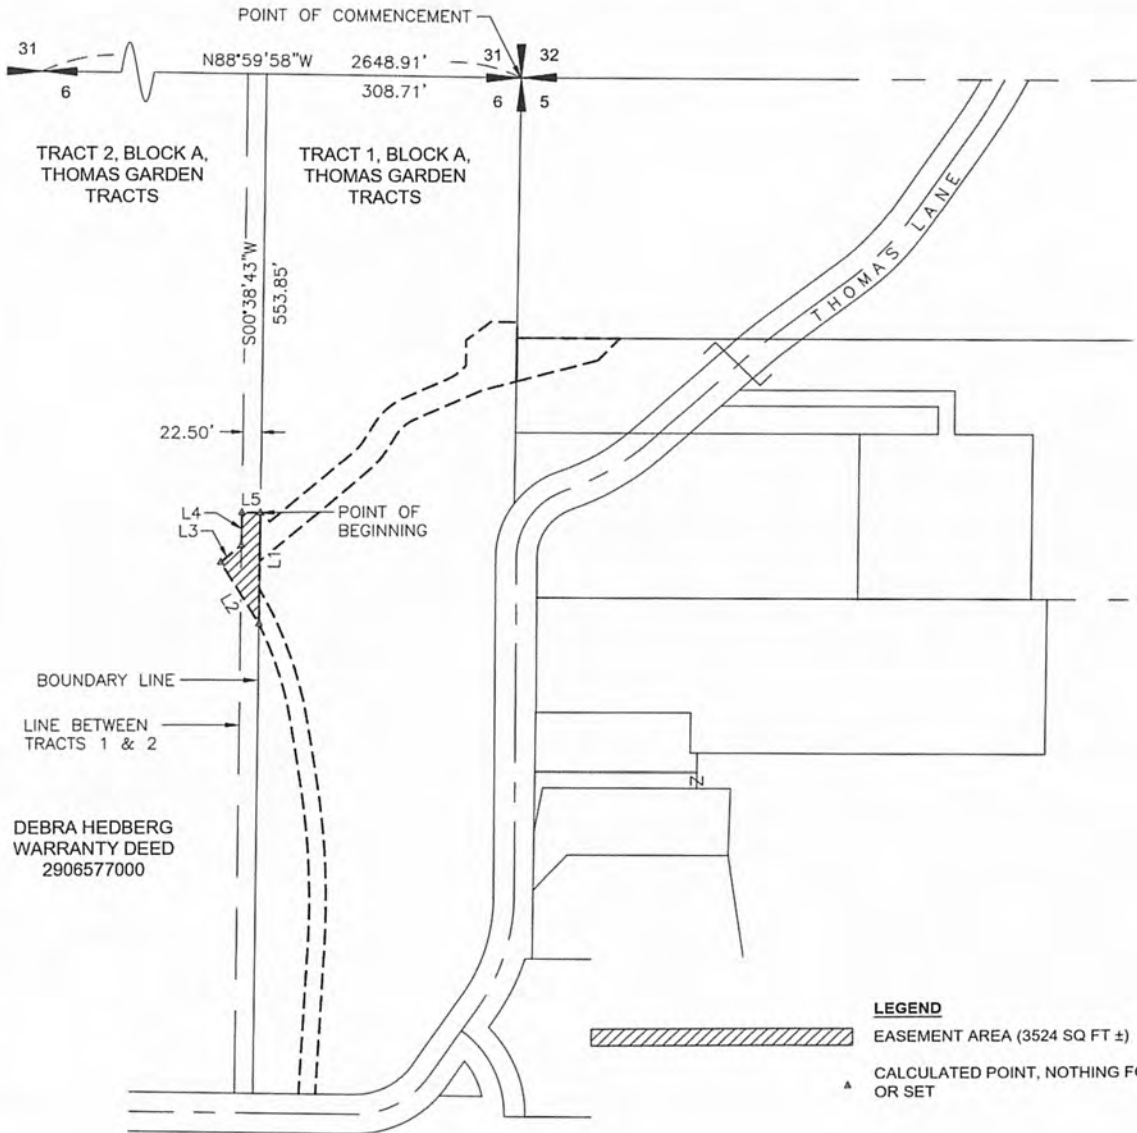 POINT OF COMMENCEMENT
31
6
N88°59'58"W 2648.91'
308.71'
31
32
6
5
TRACT 2, BLOCK A,
THOMAS GARDEN
TRACTS
TRACT 1, BLOCK A,
THOMAS GARDEN
TRACTS
THOMAS LANE
S00°38'43"W
553.85'
22.50'
L5
L4
L3
POINT OF
BEGINNING
L1
L2
BOUNDARY LINE
LINE BETWEEN
TRACTS 1 & 2
DEBRA HEDBERG
WARRANTY DEED
2906577000
LEGEND
EASEMENT AREA (3524 SQ FT ±)
CALCULATED POINT, NOTHING
OR SET